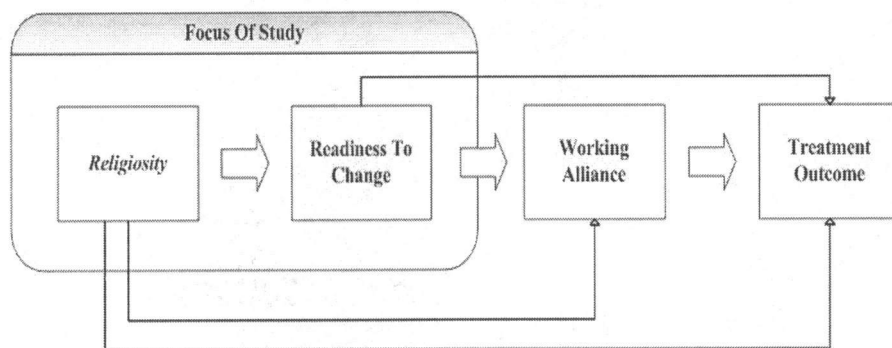 Focus Of Study
Religiosity
Readiness To
Change
Working
Alliance
Treatment
Outcome